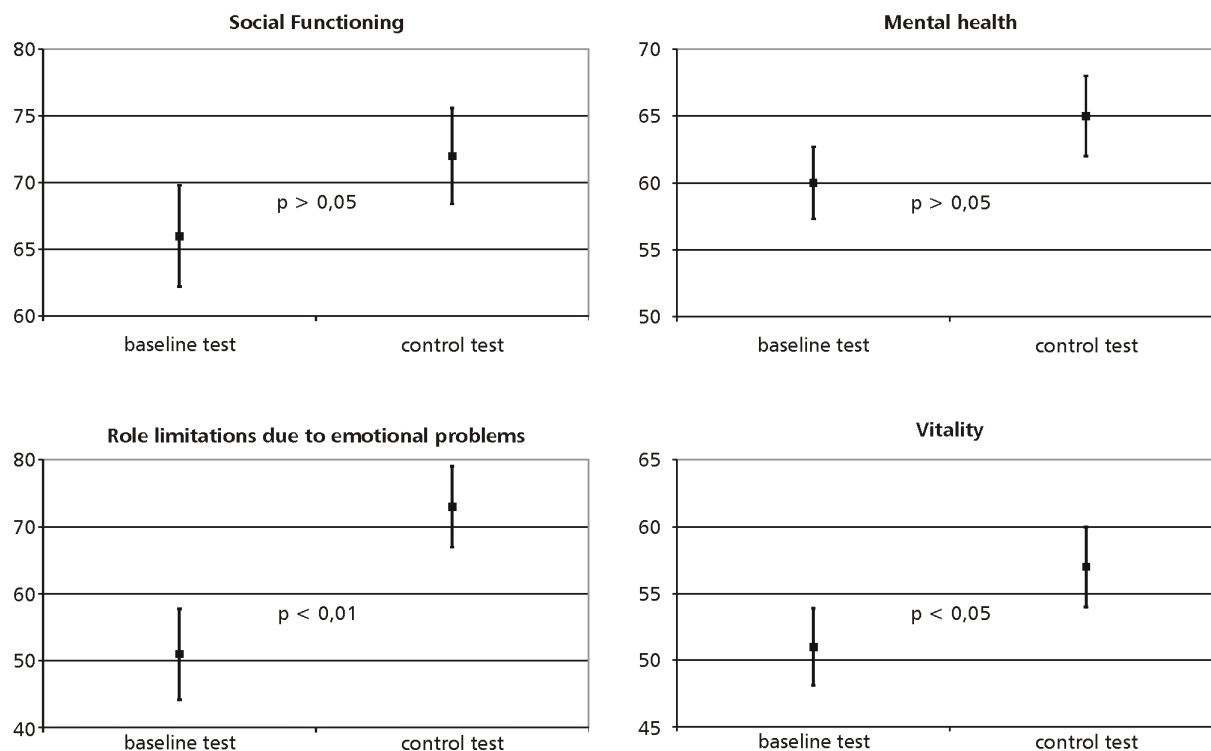 Social Functioning
80
75
70
65
60
p > 0,05
baseline test
control test
Mental health
70
65
60
55
50
p > 0,05
baseline test
control test
Role limitations due to emotional problems
80
70
60
50
40
p < 0,01
baseline test
control test
Vitality
65
60
55
50
45
p < 0,05
baseline test
control test